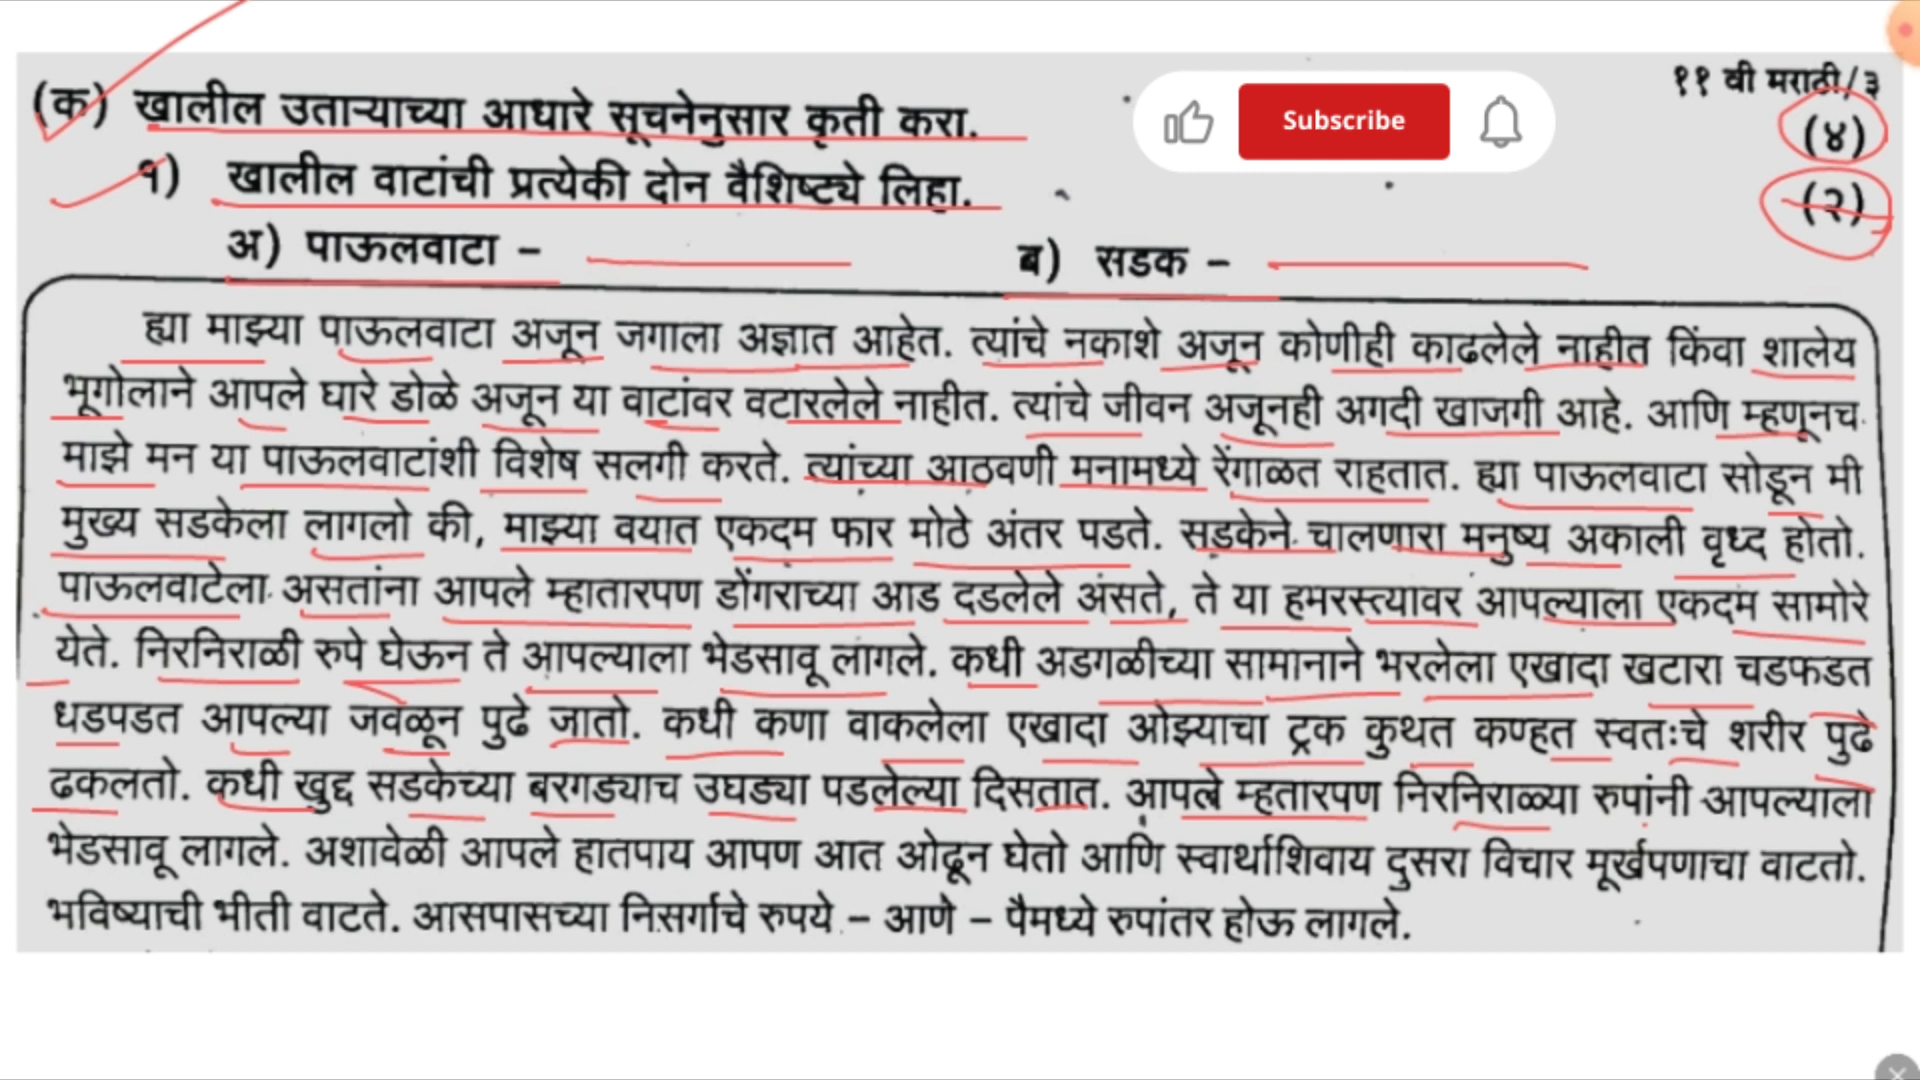 ११ वी मराठी/३
(क) खालील उताऱ्याच्या आधारे सूचनेनुसार कृती करा. (४)
Subscribe
१) खालील वाटांची प्रत्येकी दोन वैशिष्ट्ये लिहा. (२)
अ) पाऊलवाटा – ब) सडक –
ह्या माझ्या पाऊलवाटा अजून जगाला अज्ञात आहेत. त्यांचे नकाशे अजून कोणीही काढलेले नाहीत किंवा शालेय
भूगोलाने आपले घारे डोळे अजून या वाटांवर वटारलेले नाहीत. त्यांचे जीवन अजूनही अगदी खाजगी आहे. आणि म्हणूनच
माझे मन या पाऊलवाटांशी विशेष सलगी करते. त्यांच्या आठवणी मनामध्ये रेंगाळत राहतात. ह्या पाऊलवाटा सोडून मी
मुख्य सडकेला लागलो की, माझ्या वयात एकदम फार मोठे अंतर पडते. सडकेने चालणारा मनुष्य अकाली वृध्द होतो.
पाऊलवाटेला असतांना आपले म्हातारपण डोंगराच्या आड दडलेले असते, ते या हमरस्त्यावर आपल्याला एकदम सामोरे
येते. निरनिराळी रुपे घेऊन ते आपल्याला भेडसावू लागले. कधी अडगळीच्या सामानाने भरलेला एखादा खटारा चडफडत
धडपडत आपल्या जवळून पुढे जातो. कधी कणा वाकलेला एखादा ओझ्याचा ट्रक कुथत कण्हत स्वतःचे शरीर पुढे
ढकलतो. कधी खुद्द सडकेच्या बरगड्याच उघड्या पडलेल्या दिसतात. आपले म्हतारपण निरनिराळ्या रुपांनी आपल्याला
भेडसावू लागले. अशावेळी आपले हातपाय आपण आत ओढून घेतो आणि स्वार्थाशिवाय दुसरा विचार मूर्खपणाचा वाटतो.
भविष्याची भीती वाटते. आसपासच्या निसर्गाचे रुपये – आणे – पैमध्ये रुपांतर होऊ लागले.